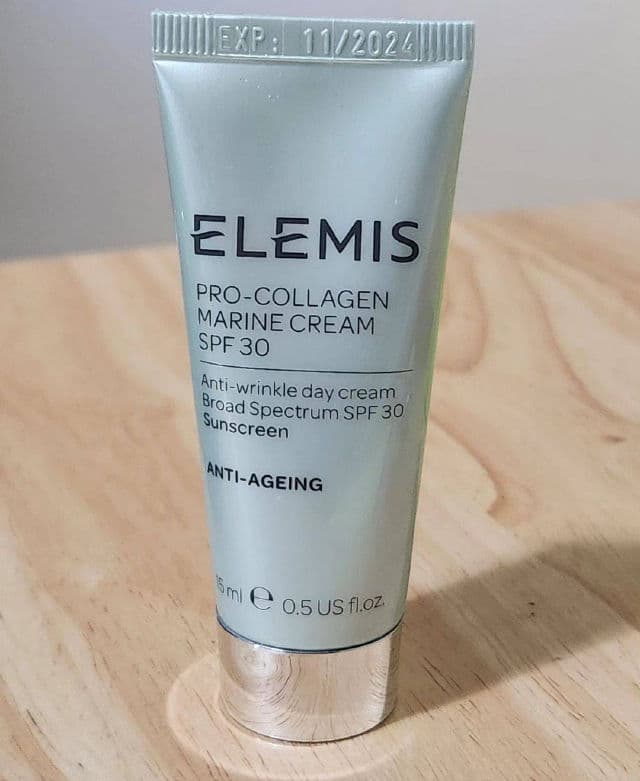 EXP: 11/2024
ELEMIS
PRO-COLLAGEN
MARINE CREAM
SPF 30
Anti-wrinkle day cream
Broad Spectrum SPF 30
Sunscreen
ANTI-AGEING
15 ml ℮ 0.5 US fl.oz.